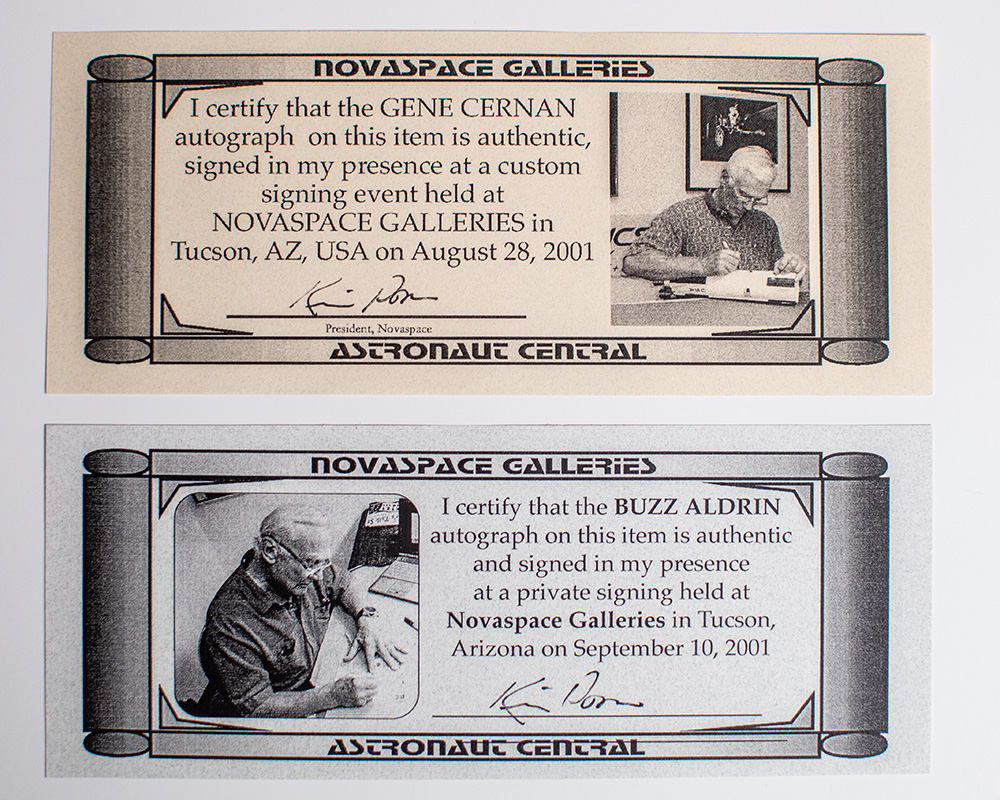 NOVASPACE GALLERIES
I certify that the GENE CERNAN
autograph on this item is authentic,
signed in my presence at a custom
signing event held at
NOVASPACE GALLERIES in
Tucson, AZ, USA on August 28, 2001
President, Novaspace
ASTRONAUT CENTRAL
NOVASPACE GALLERIES
I certify that the BUZZ ALDRIN
autograph on this item is authentic
and signed in my presence
at a private signing held at
Novaspace Galleries in Tucson,
Arizona on September 10, 2001
ASTRONAUT CENTRAL